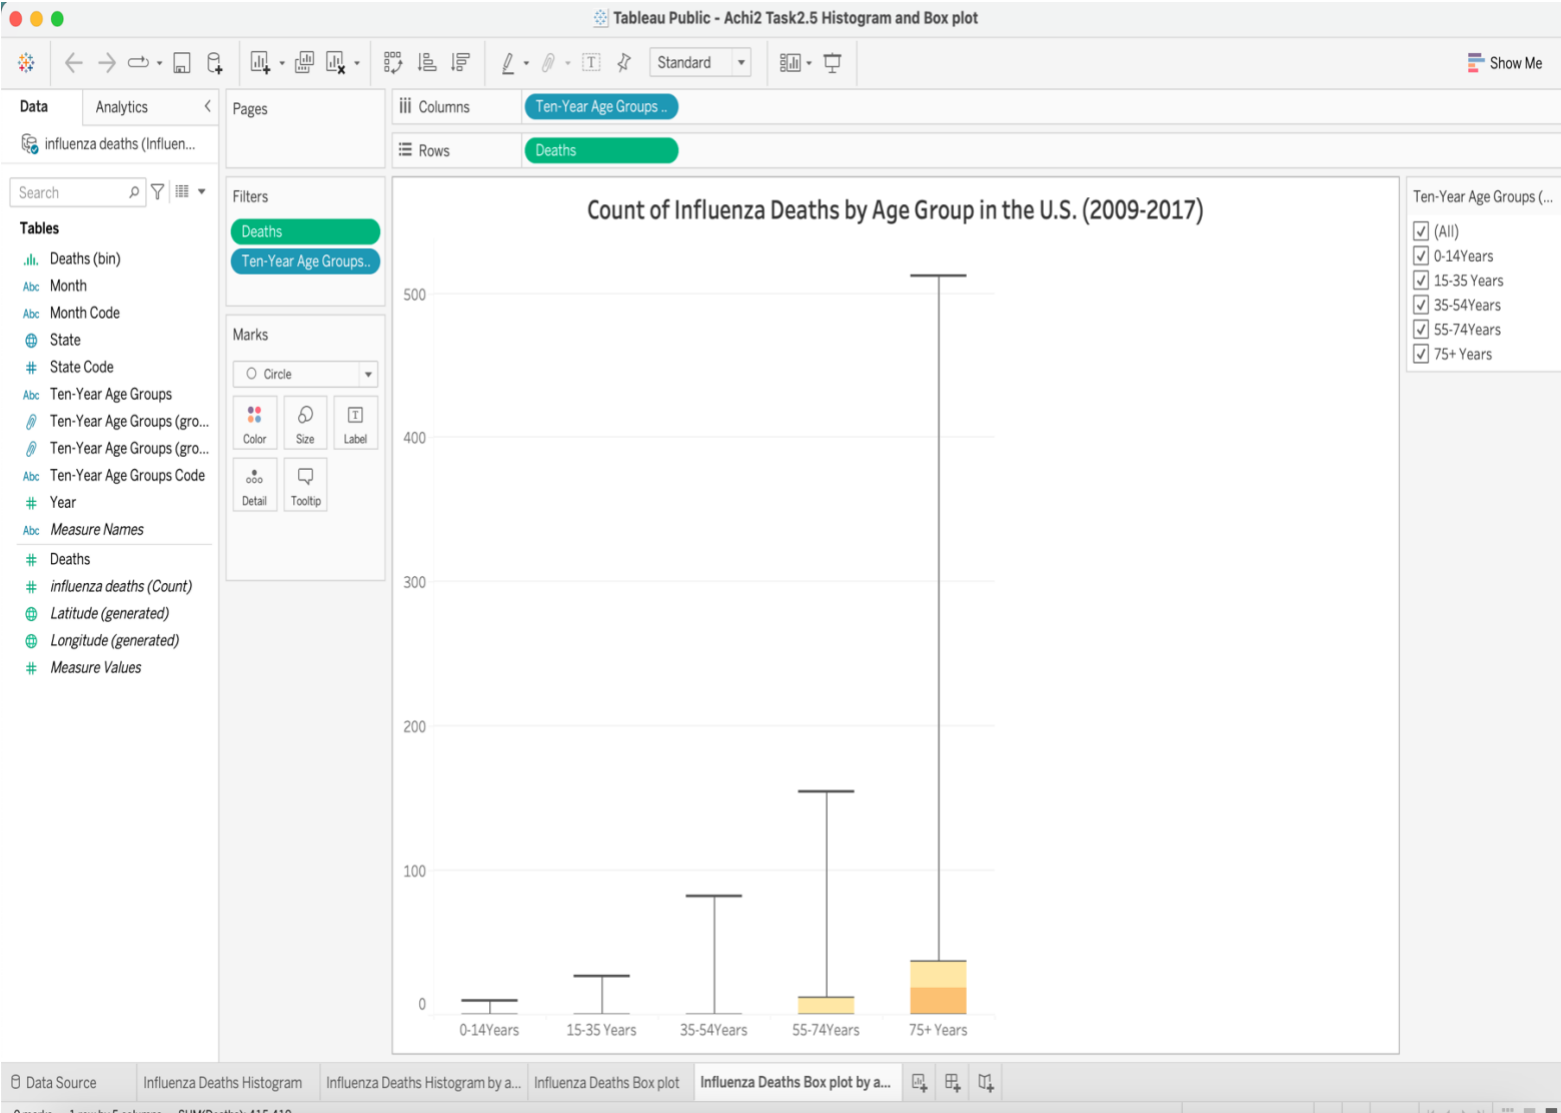 Tableau Public - Achi2 Task2.5 Histogram and Box plot
Standard
Show Me
Data
Analytics
influenza deaths (Influen...
Search
Tables
Deaths (bin)
Abc Month
Abc Month Code
State
# State Code
Abc Ten-Year Age Groups
Ten-Year Age Groups (gro...
Ten-Year Age Groups (gro...
Abc Ten-Year Age Groups Code
# Year
Abc Measure Names
# Deaths
# influenza deaths (Count)
Latitude (generated)
Longitude (generated)
# Measure Values
Pages
Filters
Deaths
Ten-Year Age Groups..
Marks
Circle
Color
Size
T
Label
Detail
Tooltip
iii Columns
Ten-Year Age Groups ..
Rows
Deaths
Count of Influenza Deaths by Age Group in the U.S. (2009-2017)
500
400
300
200
100
0
0-14Years
15-35 Years
35-54Years
55-74Years
75+ Years
Ten-Year Age Groups (...
(All)
0-14Years
15-35 Years
35-54Years
55-74Years
75+ Years
Data Source
Influenza Deaths Histogram
Influenza Deaths Histogram by a...
Influenza Deaths Box plot
Influenza Deaths Box plot by a...